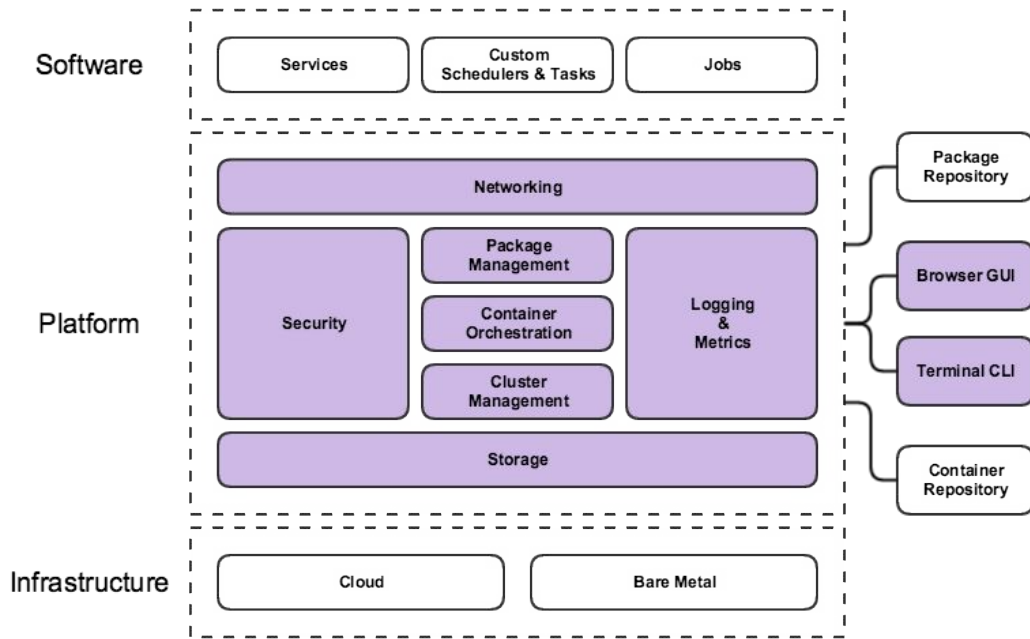 Software
Services
Custom
Schedulers & Tasks
Jobs
Platform
Networking
Security
Package
Management
Container
Orchestration
Cluster
Management
Logging
&
Metrics
Storage
Package
Repository
Browser GUI
Terminal CLI
Container
Repository
Infrastructure
Cloud
Bare Metal